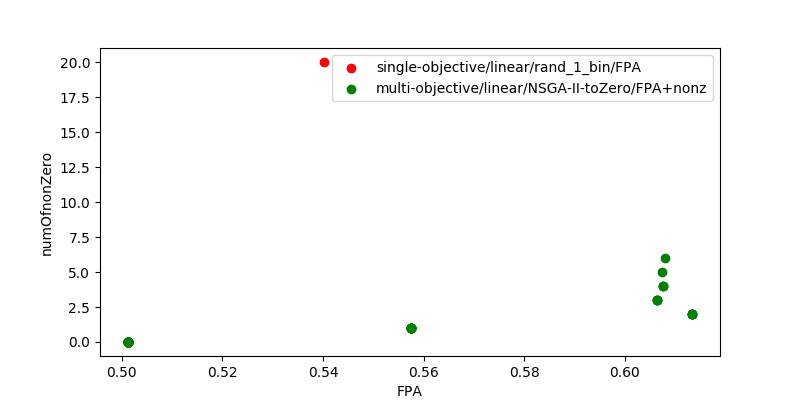 20.0
17.5
15.0
12.5
10.0
7.5
5.0
2.5
0.0
numOfnonZero
single-objective/linear/rand_1_bin/FPA
multi-objective/linear/NSGA-II-toZero/FPA+nonz
0.50 0.52 0.54 0.56 0.58 0.60
FPA